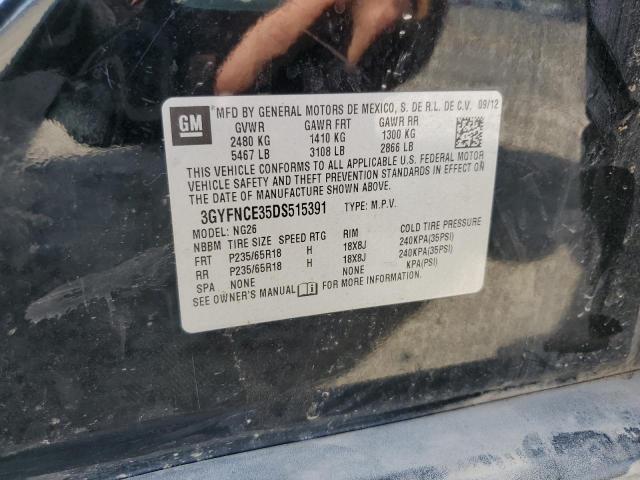 GM
MFD BY GENERAL MOTORS DE MEXICO, S. DE R.L. DE C.V. 09/12
GVWR GAWR FRT GAWR RR
2480 KG 1410 KG 1300 KG
5467 LB 3108 LB 2866 LB
THIS VEHICLE CONFORMS TO ALL APPLICABLE U.S. FEDERAL MOTOR
VEHICLE SAFETY AND THEFT PREVENTION STANDARDS IN EFFECT ON
THE DATE OF MANUFACTURE SHOWN ABOVE.
3GYFNCE35DS515391 TYPE: M.P.V.
MODEL: NG26
NBBM TIRE SIZE SPEED RTG RIM COLD TIRE PRESSURE
FRT P235/65R18 H 18X8J 240KPA(35PSI)
RR P235/65R18 H 18X8J 240KPA(35PSI)
SPA NONE NONE KPA(PSI)
SEE OWNER'S MANUAL FOR MORE INFORMATION.